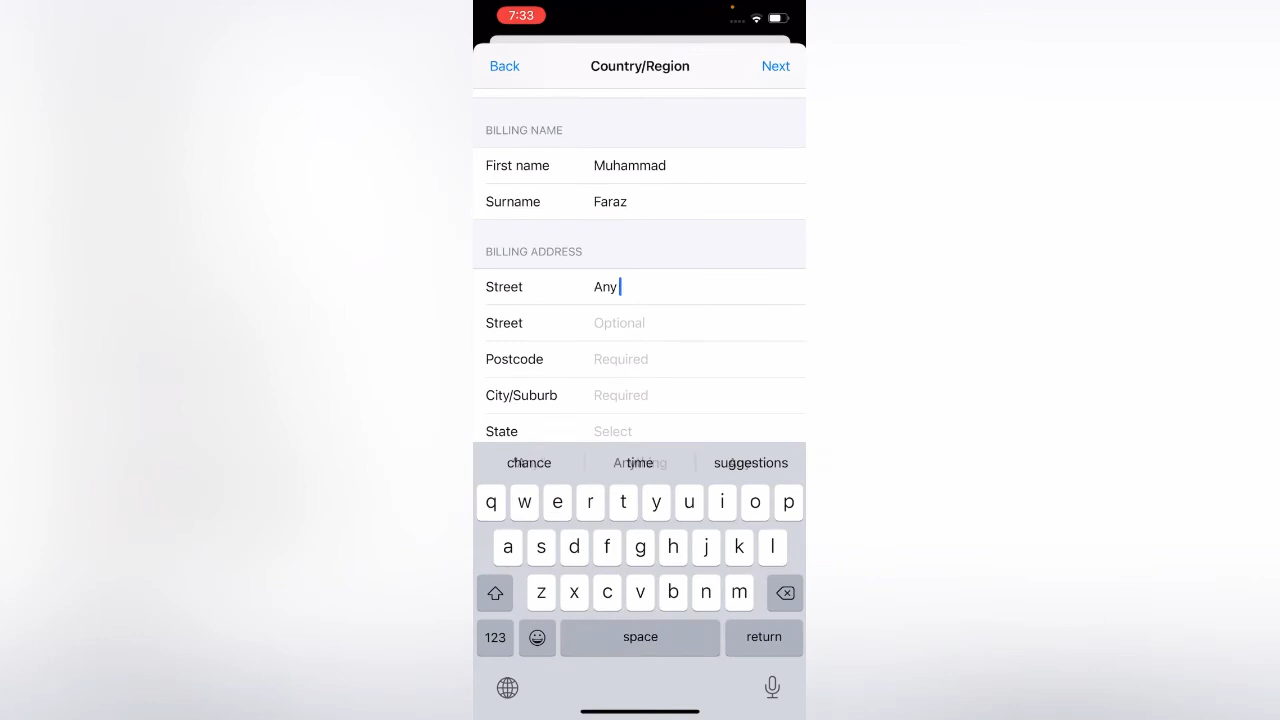 7:33
Back Country/Region Next
BILLING NAME
First name Muhammad
Surname Faraz
BILLING ADDRESS
Street Any
Street Optional
Postcode Required
City/Suburb Required
State Select
chance time suggestions
q w e r t y u i o p
a s d f g h j k l
z x c v b n m
123 space return